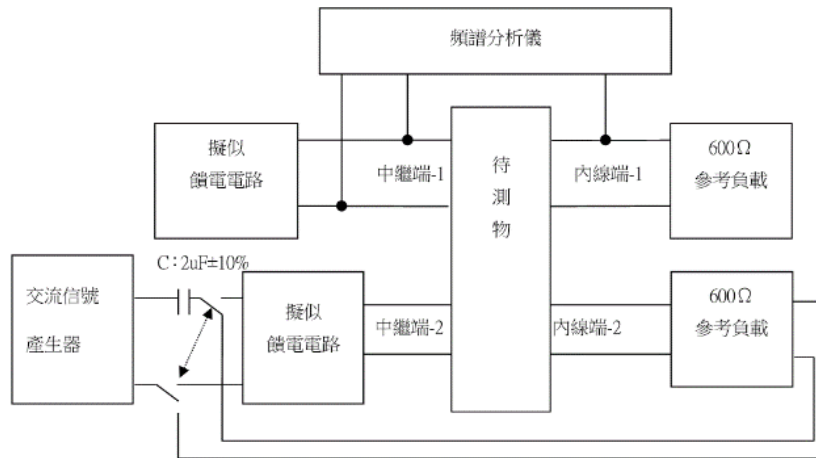 頻譜分析儀
擬似
饋電電路
中繼端-1
待
測
物
內線端-1
600Ω
參考負載
C：2uF±10%
交流信號
產生器
擬似
饋電電路
中繼端-2
內線端-2
600Ω
參考負載